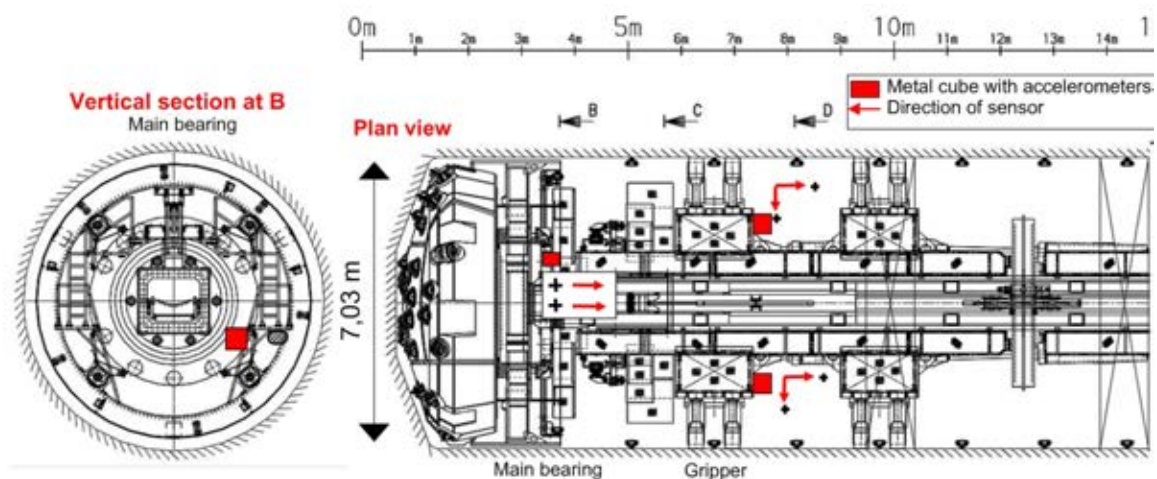 0m 5m 10m 1
1m 2m 3m 4m 6m 7m 8m 9m 11m 12m 13m 14m
Metal cube with accelerometers
Direction of sensor
Vertical section at B
Main bearing
Plan view
B C D
7,03 m
Main bearing Gripper